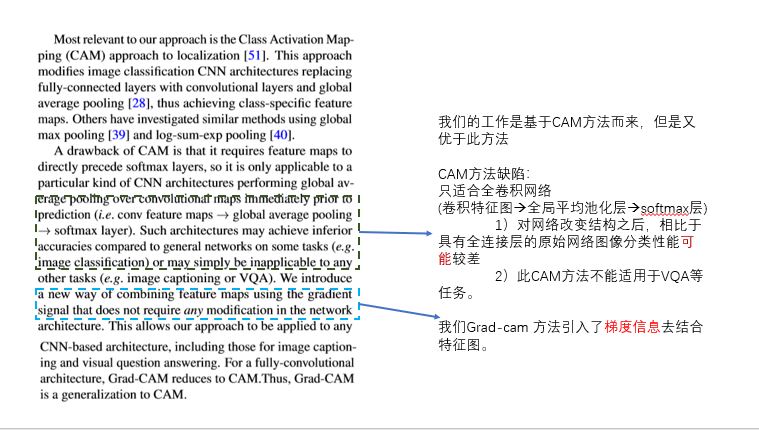 Most relevant to our approach is the Class Activation Map-
ping (CAM) approach to localization [51]. This approach
modifies image classification CNN architectures replacing
fully-connected layers with convolutional layers and global
average pooling [28], thus achieving class-specific feature
maps. Others have investigated similar methods using global
max pooling [39] and log-sum-exp pooling [40].
A drawback of CAM is that it requires feature maps to
directly precede softmax layers, so it is only applicable to a
particular kind of CNN architectures performing global av-
erage pooling over convolutional maps immediately prior to
prediction (i.e. conv feature maps → global average pooling
→ softmax layer). Such architectures may achieve inferior
accuracies compared to general networks on some tasks (e.g.
image classification) or may simply be inapplicable to any
other tasks (e.g. image captioning or VQA). We introduce
a new way of combining feature maps using the gradient
signal that does not require any modification in the network
architecture. This allows our approach to be applied to any
CNN-based architecture, including those for image caption-
ing and visual question answering. For a fully-convolutional
architecture, Grad-CAM reduces to CAM.Thus, Grad-CAM
is a generalization to CAM.
我们的工作是基于CAM方法而来，但是又
优于此方法
CAM方法缺陷：
只适合全卷积网络
(卷积特征图→全局平均池化层→softmax层)
1）对网络改变结构之后，相比于
具有全连接层的原始网络图像分类性能可
能较差
2）此CAM方法不能适用于VQA等
任务。
我们Grad-cam 方法引入了梯度信息去结合
特征图。